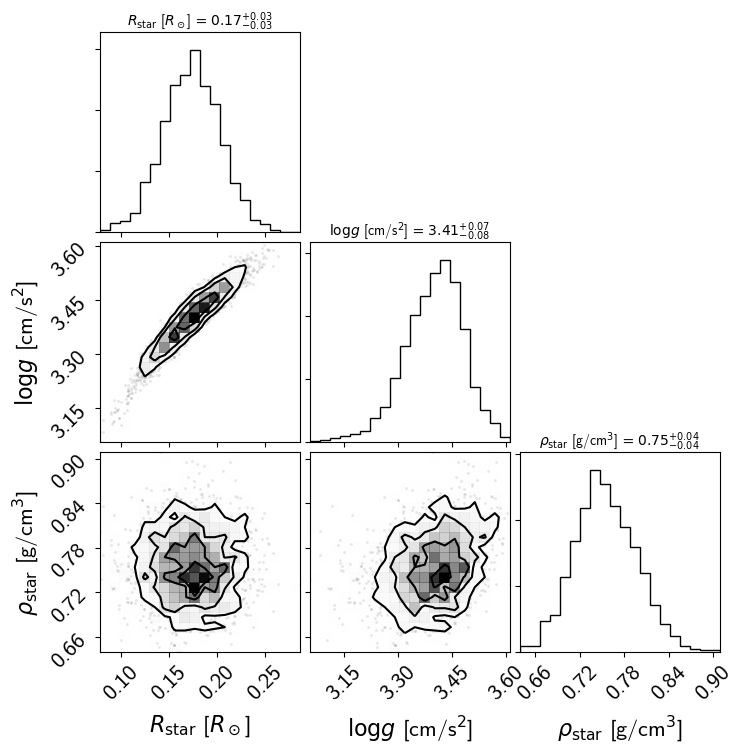 R_star [R_⊙] = 0.17^{+0.03}_{-0.03}
log g [cm/s²] = 3.41^{+0.07}_{-0.08}
3.60
3.45
3.30
3.15
log g [cm/s²]
ρ_star [g/cm³] = 0.75^{+0.04}_{-0.04}
0.90
0.84
0.78
0.72
0.66
ρ_star [g/cm³]
0.10 0.15 0.20 0.25 3.15 3.30 3.45 3.60 0.66 0.72 0.78 0.84 0.90
R_star [R_⊙] log g [cm/s²] ρ_star [g/cm³]